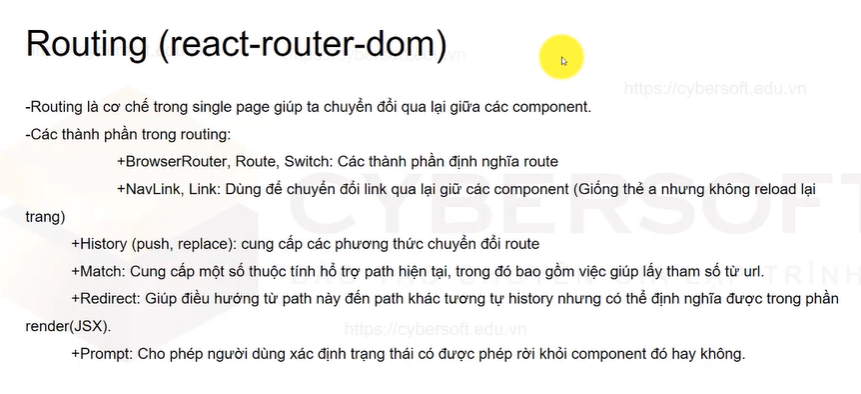 Routing (react-router-dom)
https://cybersoft.edu.vn
-Routing là cơ chế trong single page giúp ta chuyển đổi qua lại giữa các component.
-Các thành phần trong routing:
+BrowserRouter, Route, Switch: Các thành phần định nghĩa route
+NavLink, Link: Dùng để chuyển đổi link qua lại giữ các component (Giống thẻ a nhưng không reload lại
trang)
CYBERSOFT
+History (push, replace): cung cấp các phương thức chuyển đổi route
+Match: Cung cấp một số thuộc tính hổ trợ path hiện tại, trong đó bao gồm việc giúp lấy tham số từ url.
+Redirect: Giúp điều hướng từ path này đến path khác tương tự history nhưng có thể định nghĩa được trong phần
render(JSX).
https://cybersoft.edu.vn
+Prompt: Cho phép người dùng xác định trạng thái có được phép rời khỏi component đó hay không.